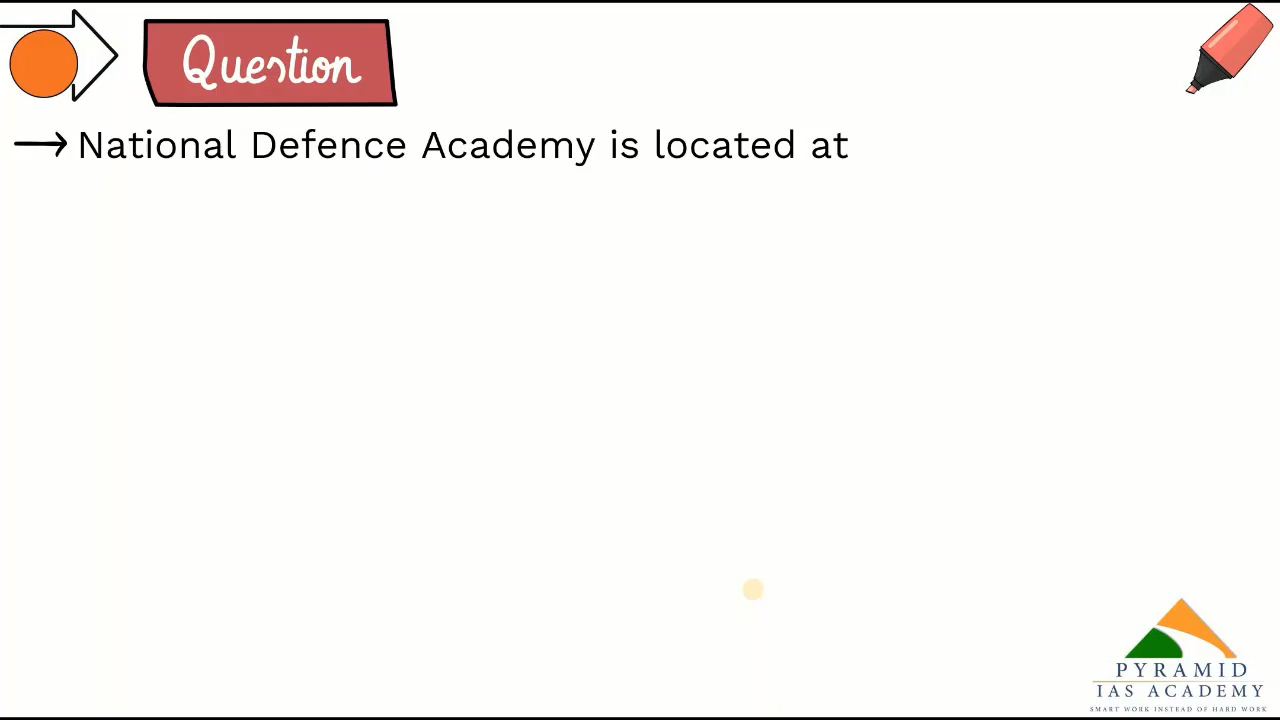 Question
National Defence Academy is located at
PYRAMID
IAS ACADEMY
SMART WORK INSTEAD OF HARD WORK